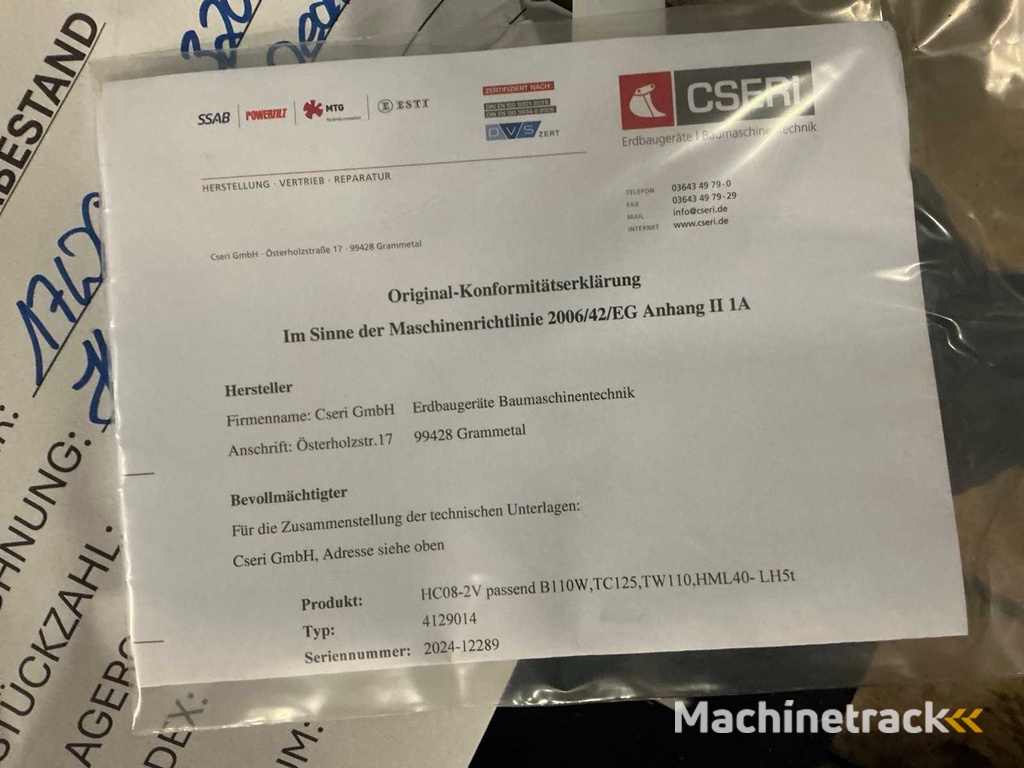 BESTAND
SSAB
POWERTILT
MTG
ESTI
ZERTIFIZIERT NACH
DVS ZERT
CSERI
Erdbaugeräte | Baumaschinentechnik
HERSTELLUNG · VERTRIEB · REPARATUR
TELEFON 03643 49 79-0
FAX 03643 49 79-29
MAIL info@cseri.de
INTERNET www.cseri.de
Cseri GmbH · Österholzstraße 17 · 99428 Grammetal
Original-Konformitätserklärung
Im Sinne der Maschinenrichtlinie 2006/42/EG Anhang II 1A
Hersteller
Firmenname: Cseri GmbH Erdbaugeräte Baumaschinentechnik
Anschrift: Österholzstr.17 99428 Grammetal
Bevollmächtigter
Für die Zusammenstellung der technischen Unterlagen:
Cseri GmbH, Adresse siehe oben
Produkt: HC08-2V passend B110W,TC125,TW110,HML40- LH5t
Typ: 4129014
Seriennummer: 2024-12289
HNUNG:
STÜCKZAHL:
AGERO
DEX:
UM:
Machinetrack